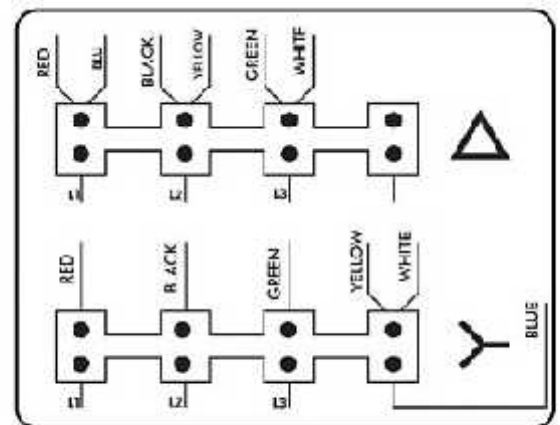 RED
BLU
BLACK
YELLOW
GREEN
WHITE
L1
L2
L3
RED
BLACK
GREEN
YELLOW
WHITE
BLUE
L1
L2
L3